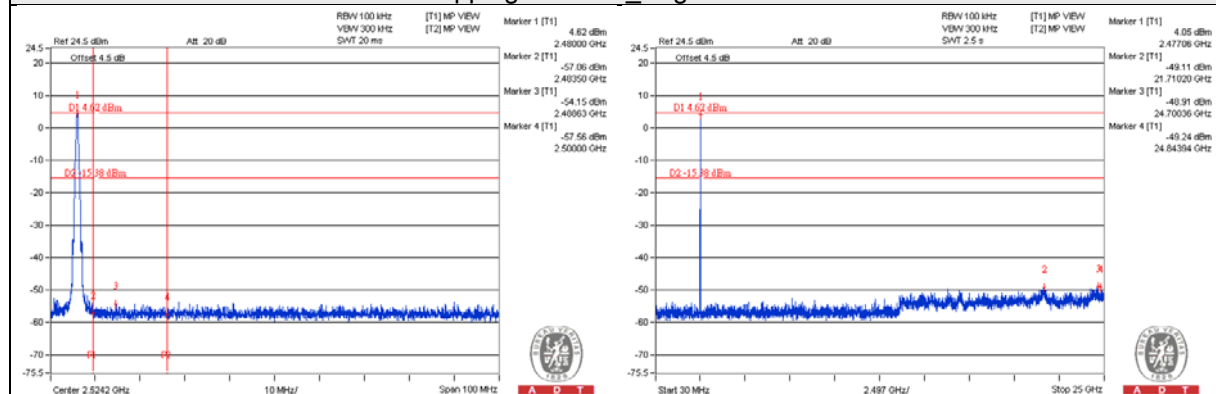 RBW 100 kHz [T1] MP VIEW
VBW 300 kHz [T2] MP VIEW
Ref 24.5 dBm Att 20 dB SWT 20 ms
Offset 4.5 dB
24.5
20
10
0
-10
-20
-30
-40
-50
-60
-70
-75.5
D1 4.62 dBm
D2 -15.38 dBm
1
2
3
4
Center 2.5242 GHz 10 MHz/ Span 100 MHz
Marker 1 [T1]
4.62 dBm
2.48000 GHz
Marker 2 [T1]
-57.06 dBm
2.48350 GHz
Marker 3 [T1]
-54.15 dBm
2.48863 GHz
Marker 4 [T1]
-57.56 dBm
2.50000 GHz
BUREAU VERITAS
1828
A D T
RBW 100 kHz [T1] MP VIEW
VBW 300 kHz [T2] MP VIEW
Ref 24.5 dBm Att 20 dB SWT 2.5 s
Offset 4.5 dB
24.5
20
10
0
-10
-20
-30
-40
-50
-60
-70
-75.5
D1 4.62 dBm
D2 -15.38 dBm
1
2
Start 30 MHz 2.497 GHz/ Stop 25 GHz
Marker 1 [T1]
4.05 dBm
2.47706 GHz
Marker 2 [T1]
-49.11 dBm
21.71020 GHz
Marker 3 [T1]
-48.91 dBm
24.70036 GHz
Marker 4 [T1]
-49.24 dBm
24.84394 GHz
BUREAU VERITAS
1828
A D T